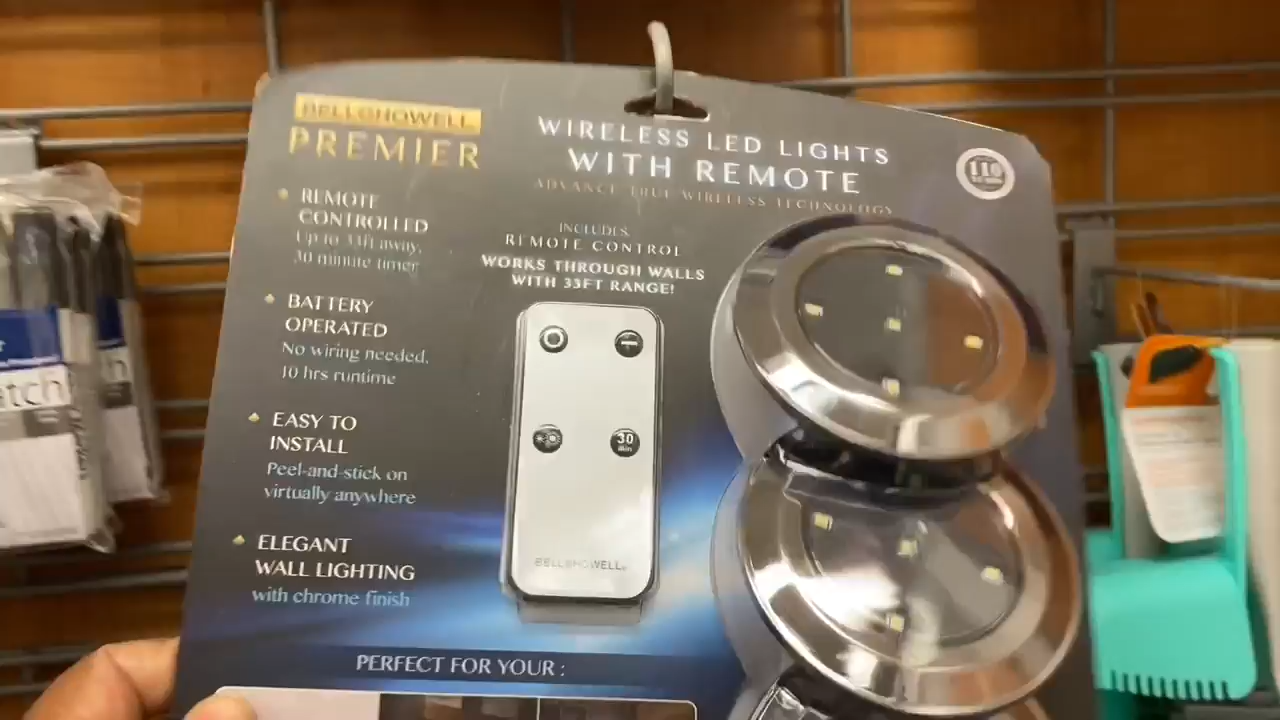 BELL+HOWELL
PREMIER
WIRELESS LED LIGHTS
WITH REMOTE
ADVANCE TRUE WIRELESS TECHNOLOGY
110
REMOTE
CONTROLLED
Up to 33ft away,
30 minute timer
INCLUDES:
REMOTE CONTROL
WORKS THROUGH WALLS
WITH 33FT RANGE!
BATTERY
OPERATED
No wiring needed,
10 hrs runtime
EASY TO
INSTALL
Peel-and-stick on
virtually anywhere
ELEGANT
WALL LIGHTING
with chrome finish
30
min
BELL+HOWELL
PERFECT FOR YOUR :
atch